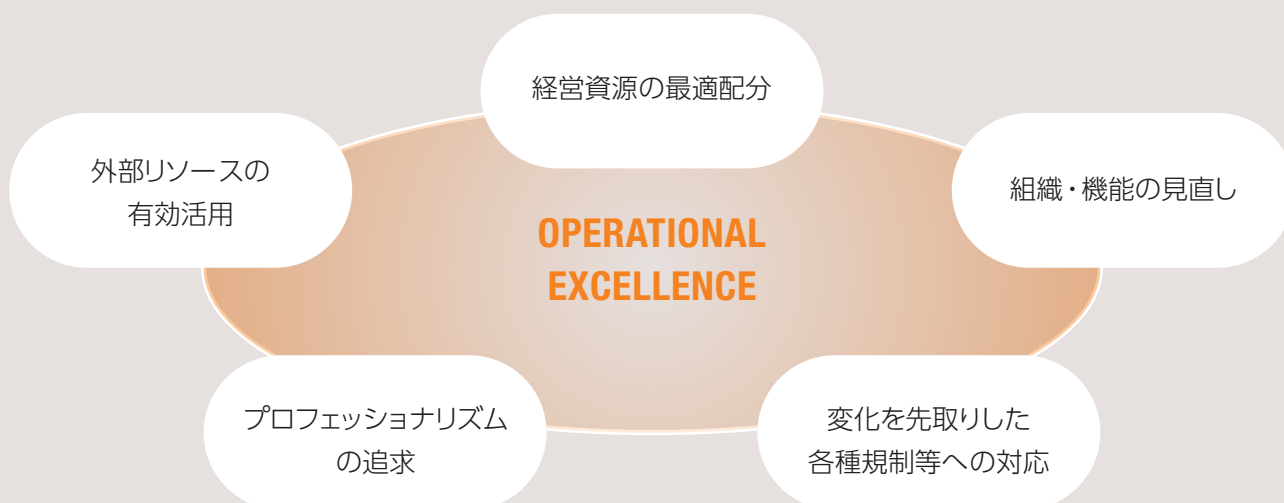 経営資源の最適配分
外部リソースの
有効活用
組織・機能の見直し
OPERATIONAL
EXCELLENCE
プロフェッショナリズム
の追求
変化を先取りした
各種規制等への対応